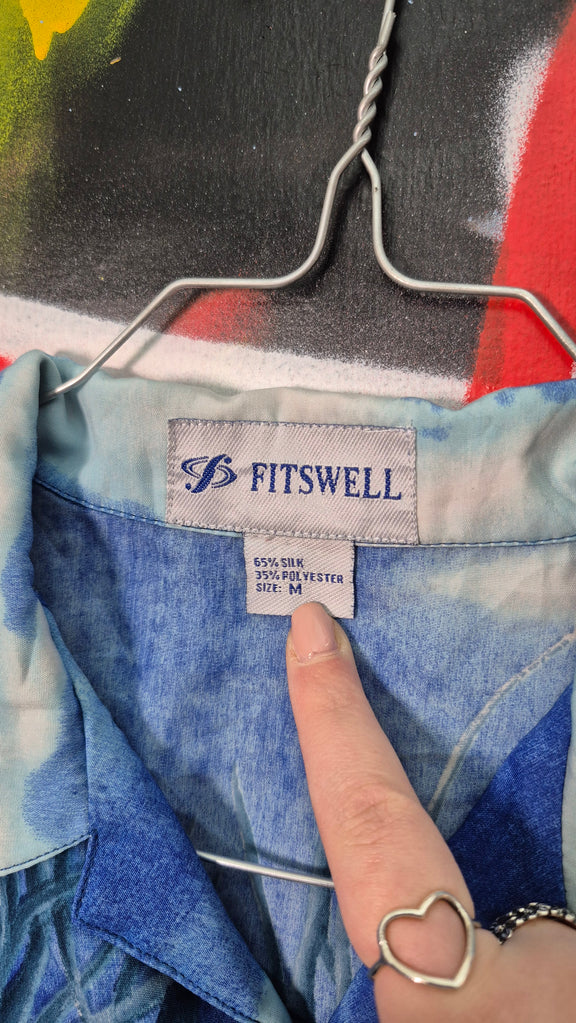 FITSWELL
65% SILK
35% POLYESTER
SIZE: M